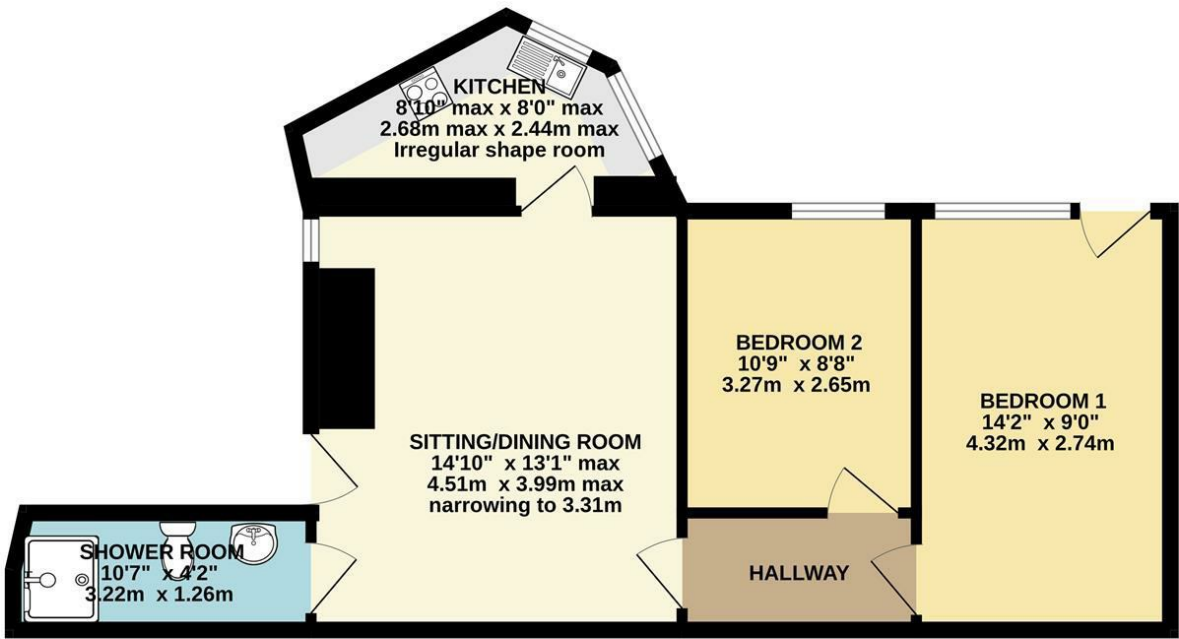 KITCHEN
8'10" max x 8'0" max
2.68m max x 2.44m max
Irregular shape room
BEDROOM 2
10'9" x 8'8"
3.27m x 2.65m
BEDROOM 1
14'2" x 9'0"
4.32m x 2.74m
SITTING/DINING ROOM
14'10" x 13'1" max
4.51m x 3.99m max
narrowing to 3.31m
SHOWER ROOM
10'7" x 4'2"
3.22m x 1.26m
HALLWAY